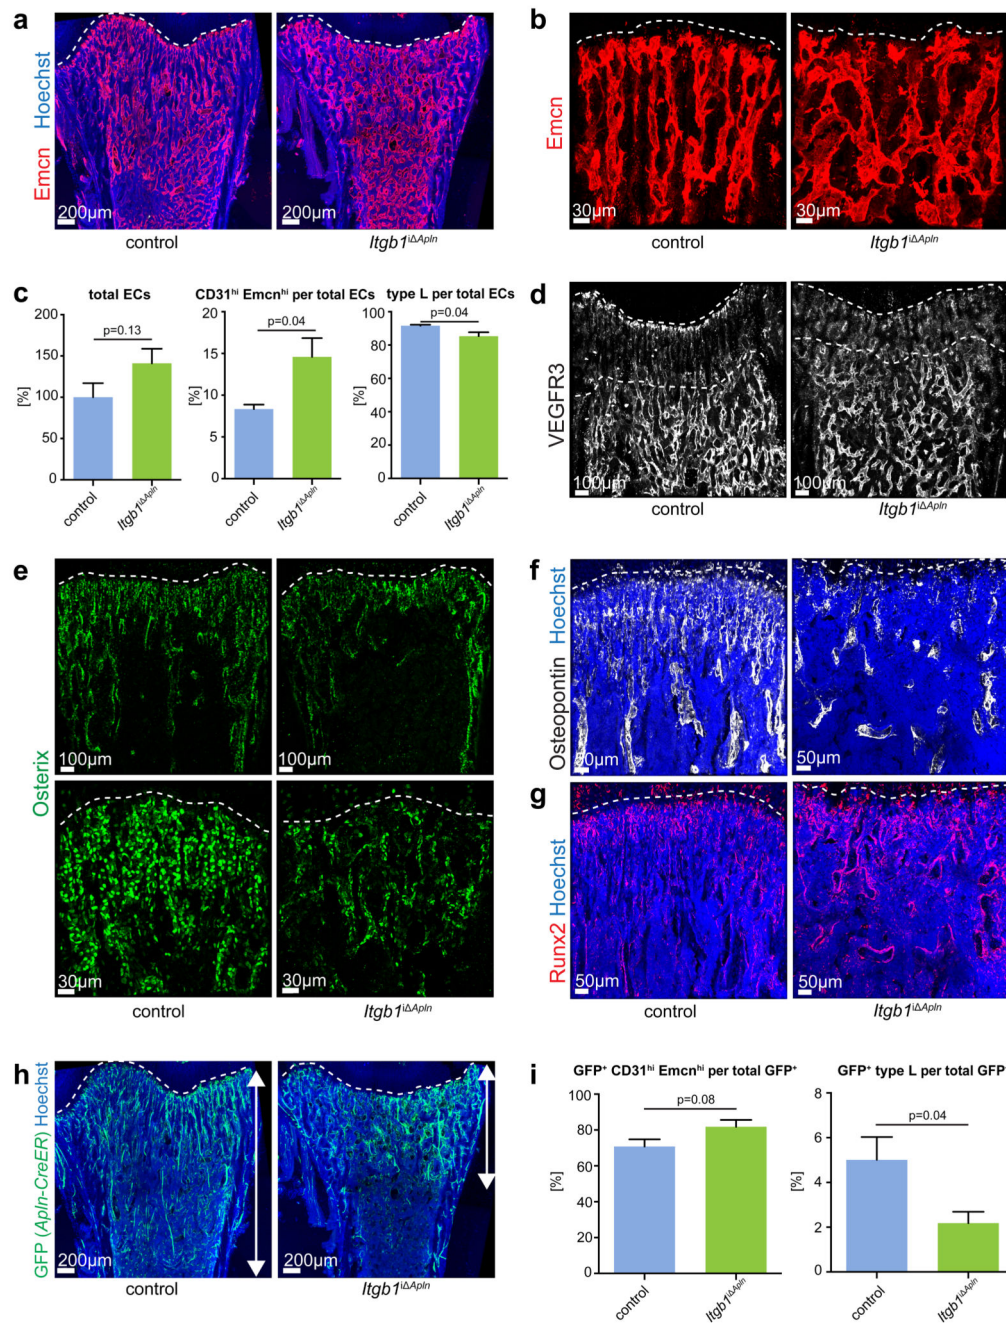 a
Emcn Hoechst
200µm
200µm
control
Itgb1iΔApln
b
Emcn
30µm
30µm
control
Itgb1iΔApln
c
total ECs
[%]
200
150
100
50
0
p=0.13
control
Itgb1iΔApln
CD31hi Emcnhi per total ECs
[%]
20
15
10
5
0
p=0.04
control
Itgb1iΔApln
type L per total ECs
[%]
100
80
60
40
20
0
p=0.04
control
Itgb1iΔApln
d
VEGFR3
100µm
100µm
control
Itgb1iΔApln
e
Osterix
100µm
100µm
30µm
30µm
control
Itgb1iΔApln
f
Osteopontin Hoechst
50µm
50µm
g
Runx2 Hoechst
50µm
50µm
control
Itgb1iΔApln
h
GFP (Apln-CreER) Hoechst
200µm
200µm
control
Itgb1iΔApln
i
GFP+ CD31hi Emcnhi per total GFP+
[%]
100
80
60
40
20
0
p=0.08
control
Itgb1iΔApln
GFP+ type L per total GFP
[%]
8
6
4
2
0
p=0.04
control
Itgb1iΔApln